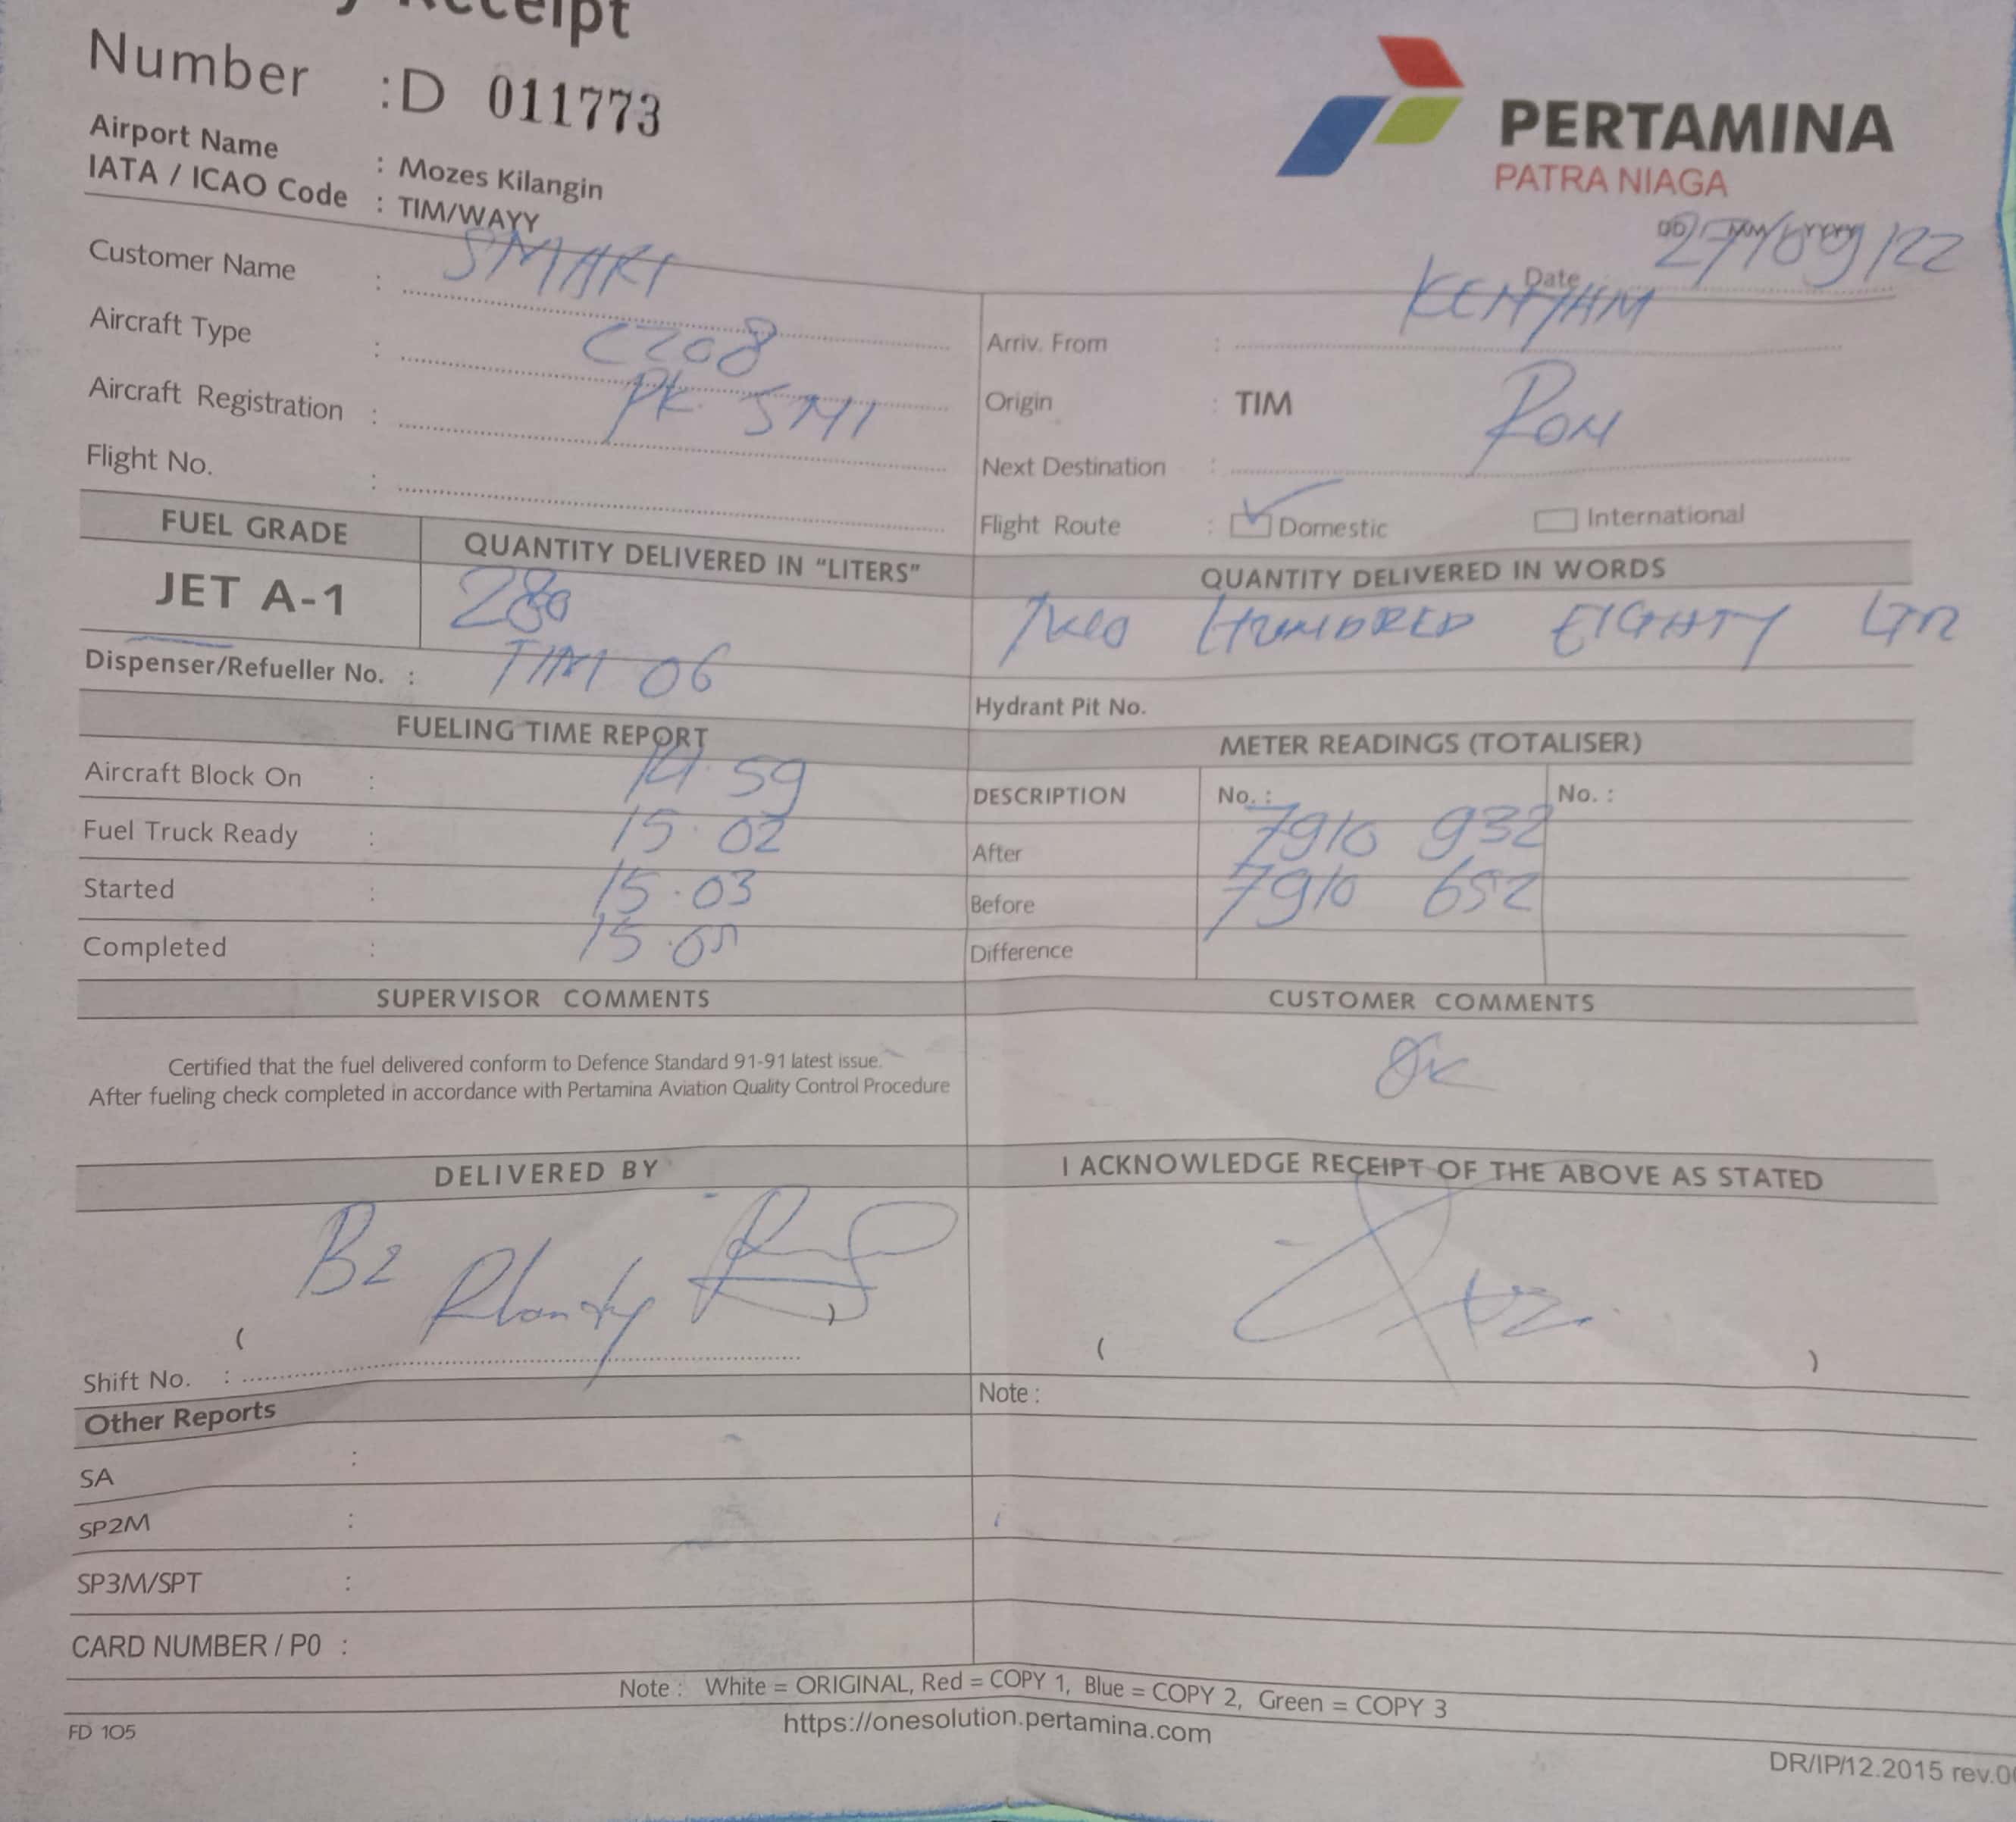 Receipt
Number : D 011773
PERTAMINA
PATRA NIAGA
Airport Name : Mozes Kilangin
IATA / ICAO Code : TIM/WAYY
DD/MM/YYYY
Date 27/09/22
Customer Name : SMART
Aircraft Type : C208
Aircraft Registration : PK. SMI
Flight No. :
Arriv. From : KENYAM
Origin : TIM
Next Destination : RON
Flight Route : Domestic International
FUEL GRADE QUANTITY DELIVERED IN "LITERS" QUANTITY DELIVERED IN WORDS
JET A-1 280 TWO HUNDRED EIGHTY LTR
Dispenser/Refueller No. : TIM 06 Hydrant Pit No.
FUELING TIME REPORT
Aircraft Block On : 14.59
Fuel Truck Ready : 15.02
Started : 15.03
Completed : 15.05
METER READINGS (TOTALISER)
DESCRIPTION No. : No. :
After 7910 932
Before 7910 652
Difference
SUPERVISOR COMMENTS
Certified that the fuel delivered conform to Defence Standard 91-91 latest issue.
After fueling check completed in accordance with Pertamina Aviation Quality Control Procedure
CUSTOMER COMMENTS
OK
DELIVERED BY
B2
( )
Shift No. :
I ACKNOWLEDGE RECEIPT OF THE ABOVE AS STATED
( )
Other Reports
Note :
SA :
SP2M :
SP3M/SPT :
CARD NUMBER / P0 :
Note : White = ORIGINAL, Red = COPY 1, Blue = COPY 2, Green = COPY 3
https://onesolution.pertamina.com
FD 105
DR/IP/12.2015 rev.0